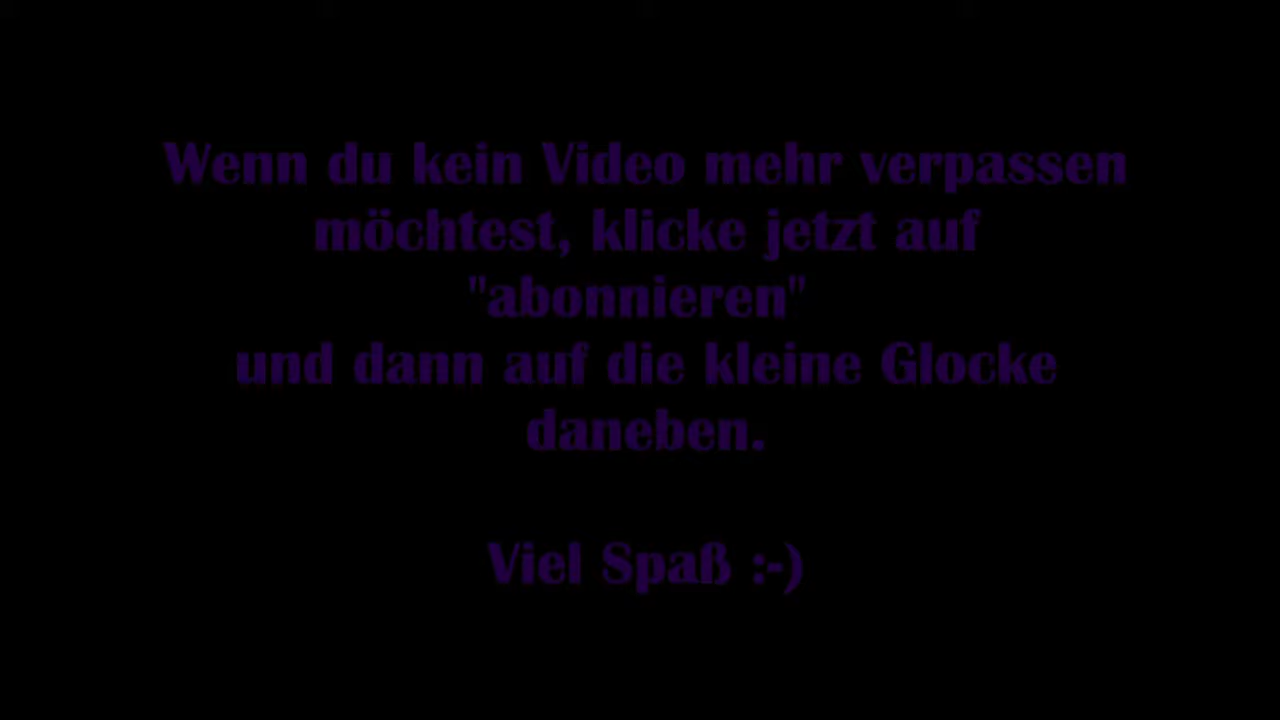 Wenn du kein Video mehr verpassen
möchtest, klicke jetzt auf
"abonnieren"
und dann auf die kleine Glocke
daneben.
Viel Spaß :-)